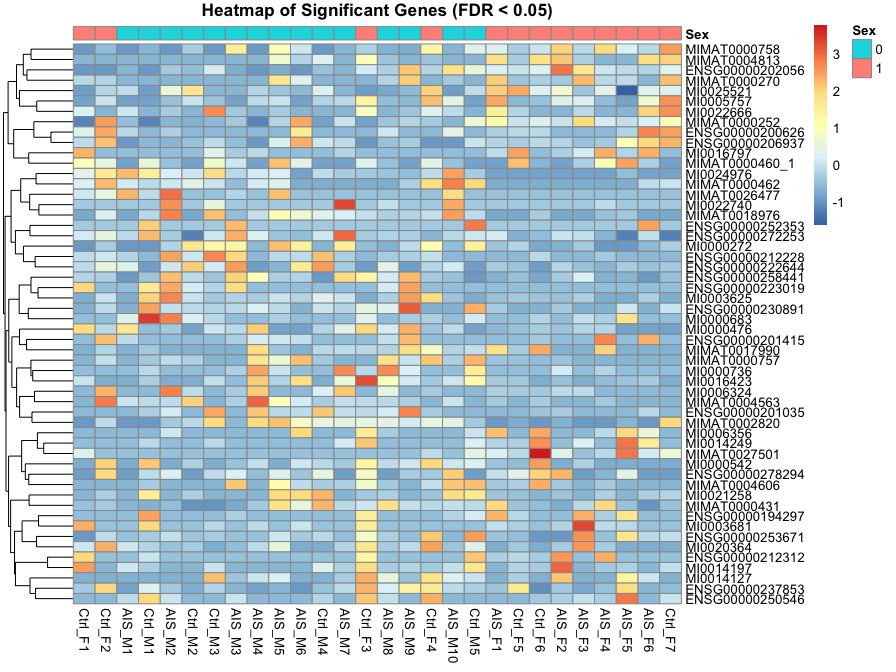 Heatmap of Significant Genes (FDR < 0.05)
Sex
MIMAT0000758
MIMAT0004813
ENSG00000202056
MIMAT0000270
MI0025521
MI0005757
MI0022666
MIMAT0000252
ENSG00000200626
ENSG00000206937
MI0016797
MIMAT0000460_1
MI0024976
MIMAT0000462
MIMAT0026477
MI0022740
MIMAT0018976
ENSG00000252353
ENSG00000272253
MI0000272
ENSG00000212228
ENSG00000222644
ENSG00000258441
ENSG00000223019
MI0003625
ENSG00000230891
MI0000683
MI0000476
ENSG00000201415
MIMAT0017990
MIMAT0000757
MI0000736
MI0016423
MI0006324
MIMAT0004563
ENSG00000201035
MIMAT0002820
MI0006356
MI0014249
MIMAT0027501
MI0000542
ENSG00000278294
MIMAT0004606
MI0021258
MIMAT0000431
ENSG00000194297
MI0003681
ENSG00000253671
MI0020364
ENSG00000212312
MI0014197
MI0014127
ENSG00000237853
ENSG00000250546
Ctrl_F1
Ctrl_F2
AIS_M1
Ctrl_M1
AIS_M2
Ctrl_M2
Ctrl_M3
AIS_M3
AIS_M4
AIS_M5
AIS_M6
Ctrl_M4
AIS_M7
Ctrl_F3
AIS_M8
AIS_M9
Ctrl_F4
AIS_M10
Ctrl_M5
AIS_F1
Ctrl_F5
Ctrl_F6
AIS_F2
AIS_F3
AIS_F4
AIS_F5
AIS_F6
Ctrl_F7
3
2
1
0
-1
Sex
0
1